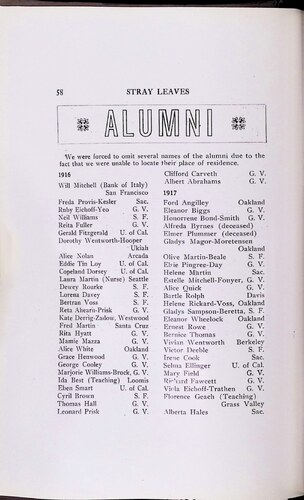 58 STRAY LEAVES
ALUMNI
We were forced to omit several names of the alumni due to the
fact that we were unable to locate their place of residence.
1916
Will Mitchell (Bank of Italy)
San Francisco
Freda Provis-Kesler Sac.
Ruby Eichoff-Yeo G. V.
Neil Williams S. F.
Reita Fuller G. V.
Gerald Fitzgerald U. of Cal.
Dorothy Wentworth-Hooper
Ukiah
Alice Nolan Arcada
Eddie Tin Loy U. of Cal.
Copeland Dorsey U. of Cal.
Laura Martin (Nurse) Seattle
Dewey Rourke S. F.
Lorena Davey S. F.
Bertran Voss S. F.
Reta Ahearn-Prisk G. V.
Kate Derrig-Zadow, Westwood
Fred Martin Santa Cruz
Rita Hyatt G. V.
Mamie Mazza G. V.
Alice White Oakland
Grace Henwood G. V.
George Cooley G. V.
Marjorie Williams-Brock, G. V.
Ida Best (Teaching) Loomis
Eben Smart U. of Cal.
Cyril Brown S. F.
Thomas Hall G. V.
Leonard Prisk G. V.
Clifford Carveth G. V.
Albert Abrahams G. V.
1917
Ford Angilley Oakland
Eleanor Biggs G. V.
Honorerene Bond-Smith G. V.
Alfreda Byrnes (deceased)
Elmer Plummer (deceased)
Gladys Magor-Moretensen
Oakland
Olive Martin-Beale S. F.
Elvie Pingree-Day G. V.
Helene Martin Sac.
Estelle Mitchell-Fonyer, G. V.
Alice Quick G. V.
Bartle Rolph Davis
Helene Rickard-Voss, Oakland
Gladys Sampson-Beretta, S. F.
Eleanor Wheelock Oakland
Ernest Rowe G. V.
Bernice Thomas G. V.
Vivian Wentworth Berkeley
Victor Deeble S. F.
Irene Cook Sac.
Selma Ellinger U. of Cal.
Mary Field G. V.
Richard Fawcett G. V.
Viola Eichoff-Trathen G. V.
Florence Geach (Teaching)
Grass Valley
Alberta Hales Sac.